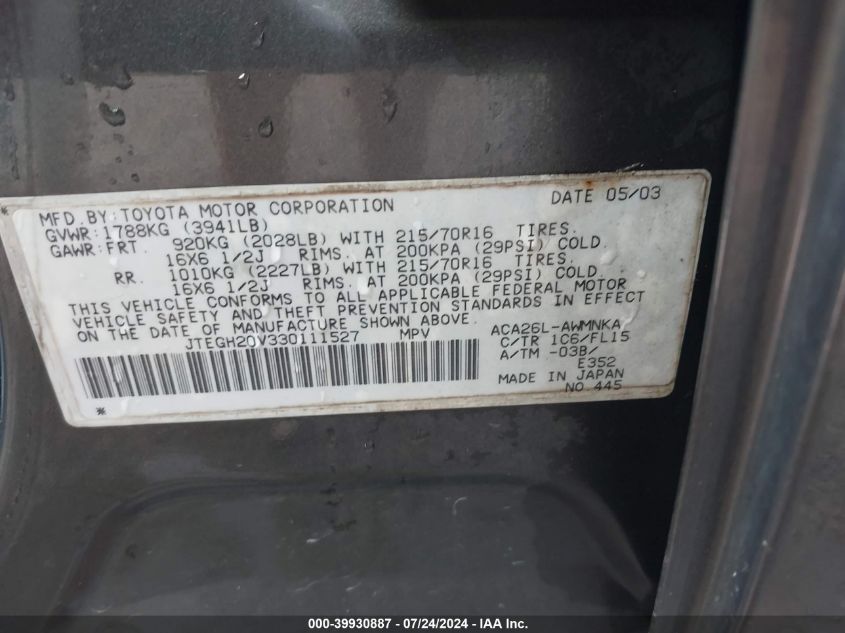 MFD. BY: TOYOTA MOTOR CORPORATION DATE 05/03
GVWR: 1788KG (3941LB)
GAWR: FRT. 920KG (2028LB) WITH 215/70R16 TIRES.
16X6 1/2J RIMS. AT 200KPA (29PSI) COLD.
RR. 1010KG (2227LB) WITH 215/70R16 TIRES.
16X6 1/2J RIMS. AT 200KPA (29PSI) COLD.
THIS VEHICLE CONFORMS TO ALL APPLICABLE FEDERAL MOTOR
VEHICLE SAFETY AND THEFT PREVENTION STANDARDS IN EFFECT
ON THE DATE OF MANUFACTURE SHOWN ABOVE.
JTEGH20V330111527 MPV
ACA26L-AWMNKA
C/TR 1C6/FL15
A/TM -03B/
E352
MADE IN JAPAN
NO.445
000-39930887 / 07/24/2024 / IAAI Inc.